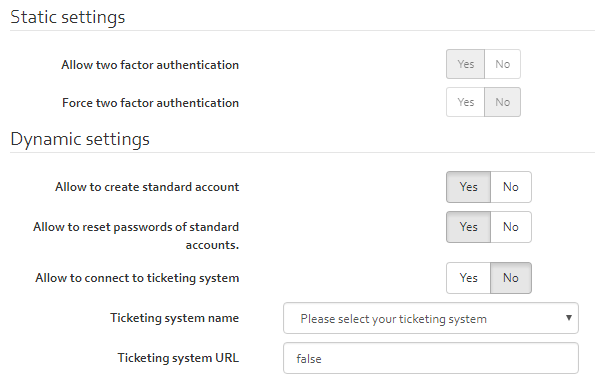 Static settings
Allow two factor authentication Yes No
Force two factor authentication Yes No
Dynamic settings
Allow to create standard account Yes No
Allow to reset passwords of standard Yes No
accounts.
Allow to connect to ticketing system Yes No
Ticketing system name Please select your ticketing system
Ticketing system URL false